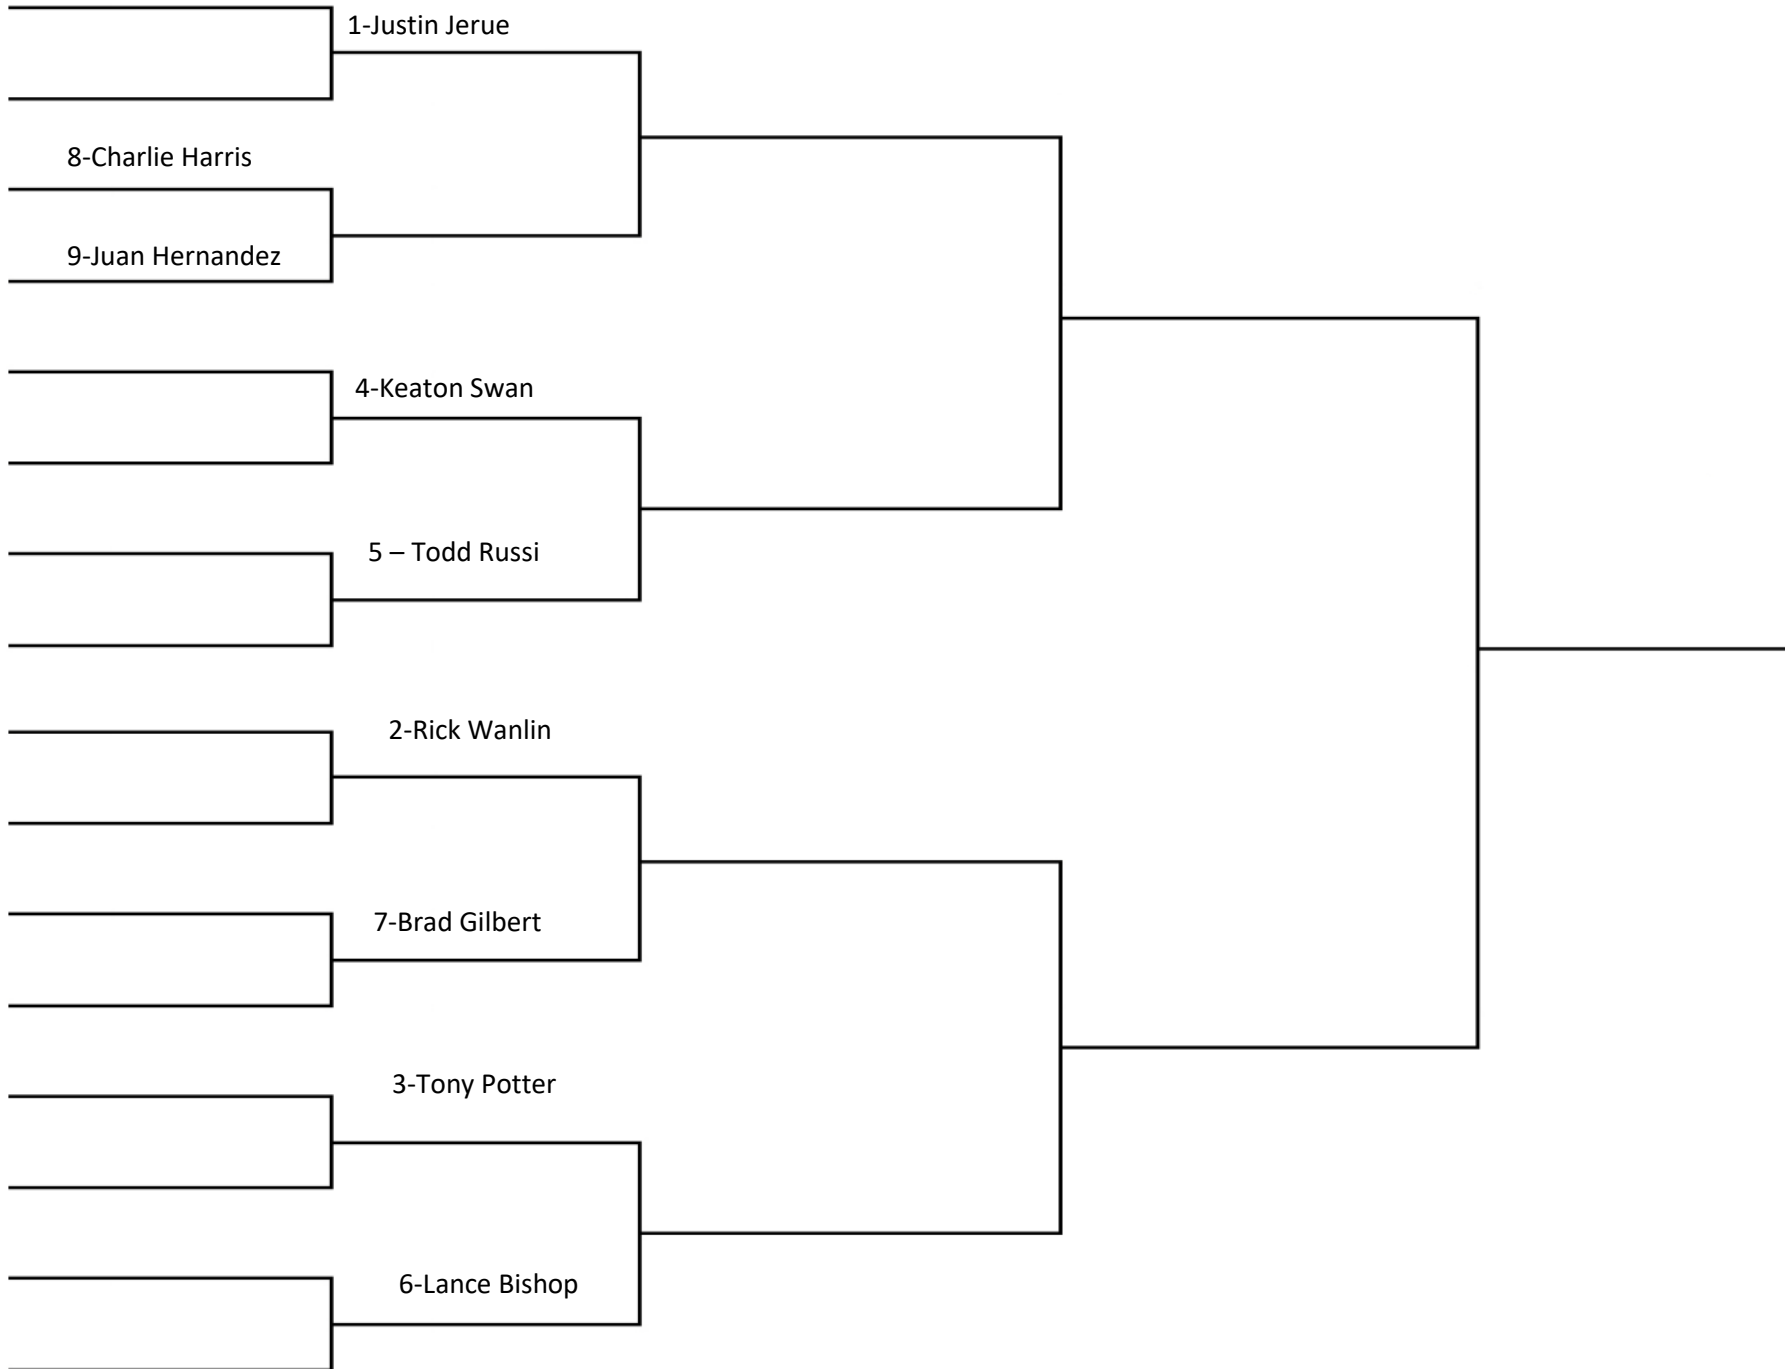 1-Justin Jerue
8-Charlie Harris
9-Juan Hernandez
4-Keaton Swan
5 – Todd Russi
2-Rick Wanlin
7-Brad Gilbert
3-Tony Potter
6-Lance Bishop